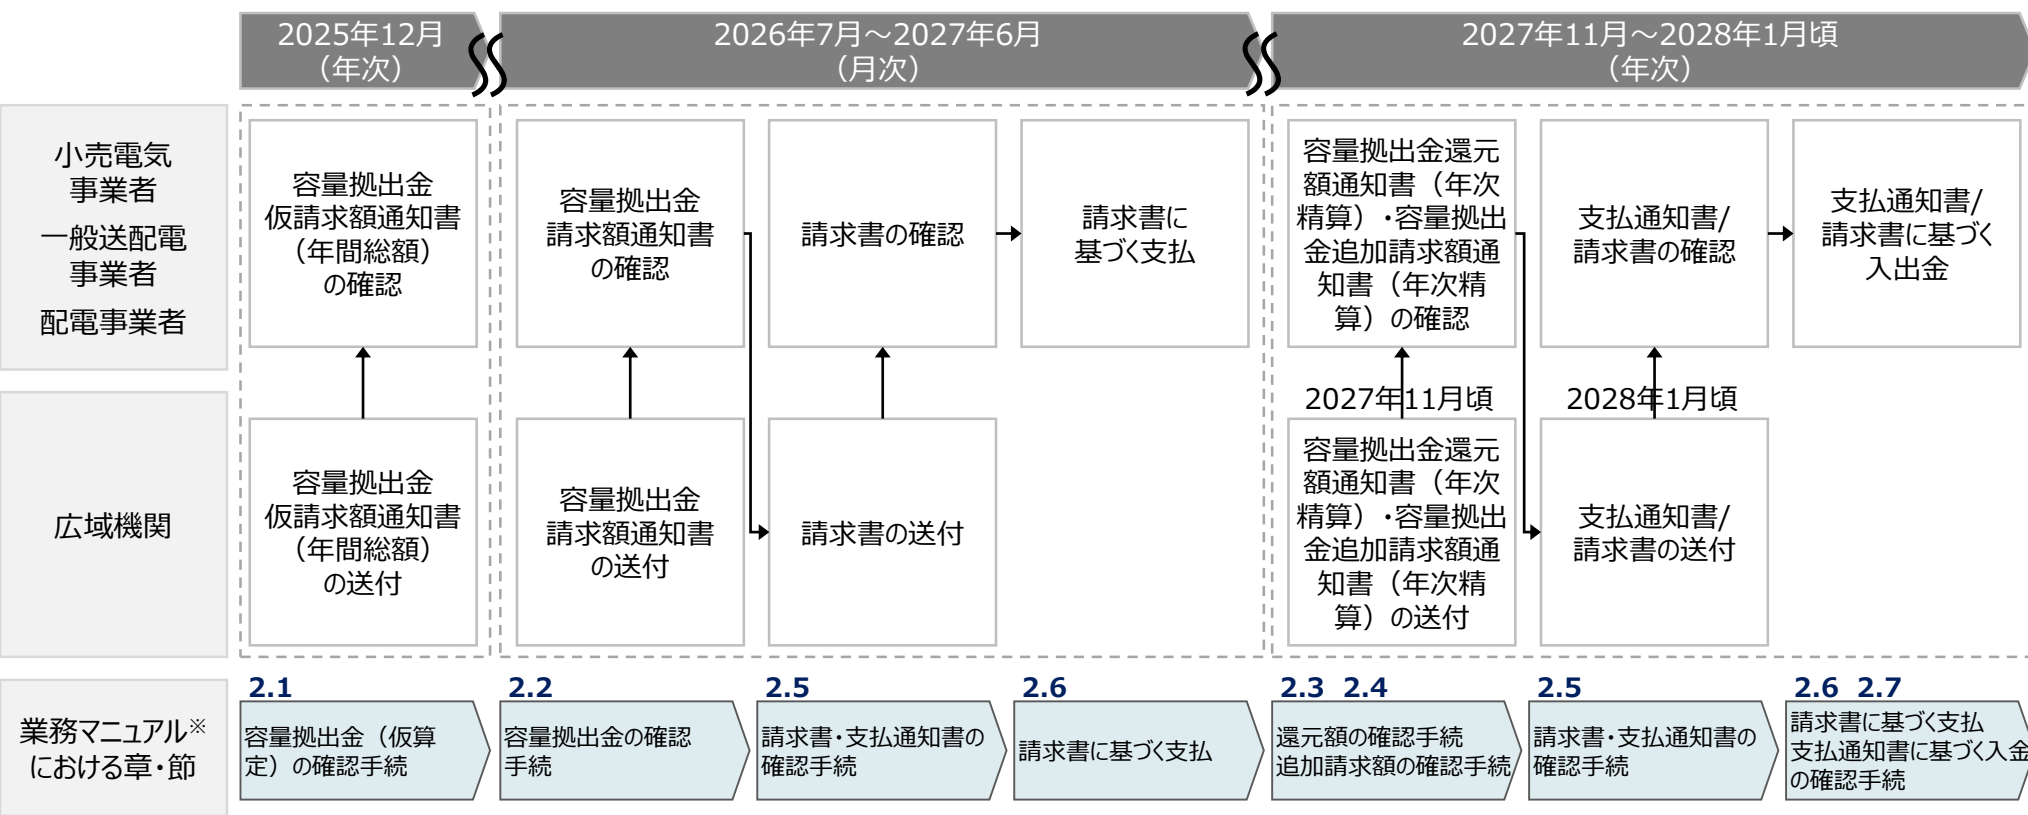 2025年12月
（年次）
2026年7月～2027年6月
（月次）
2027年11月～2028年1月頃
（年次）
小売電気
事業者
一般送配電
事業者
配電事業者
容量拠出金
仮請求額通知書
（年間総額）
の確認
容量拠出金
請求額通知書
の確認
請求書の確認
請求書に
基づく支払
容量拠出金還元
額通知書（年次
精算）・容量拠出
金追加請求額通
知書（年次精
算）の確認
支払通知書/
請求書の確認
支払通知書/
請求書に基づく
入出金
2027年11月頃
2028年1月頃
広域機関
容量拠出金
仮請求額通知書
（年間総額）
の送付
容量拠出金
請求額通知書
の送付
請求書の送付
容量拠出金還元
額通知書（年次
精算）・容量拠出
金追加請求額通
知書（年次精
算）の送付
支払通知書/
請求書の送付
業務マニュアル※
における章・節
2.1
容量拠出金（仮算
定）の確認手続
2.2
容量拠出金の確認
手続
2.5
請求書・支払通知書の
確認手続
2.6
請求書に基づく支払
2.3 2.4
還元額の確認手続
追加請求額の確認手続
2.5
請求書・支払通知書の
確認手続
2.6 2.7
請求書に基づく支払
支払通知書に基づく入金
の確認手続